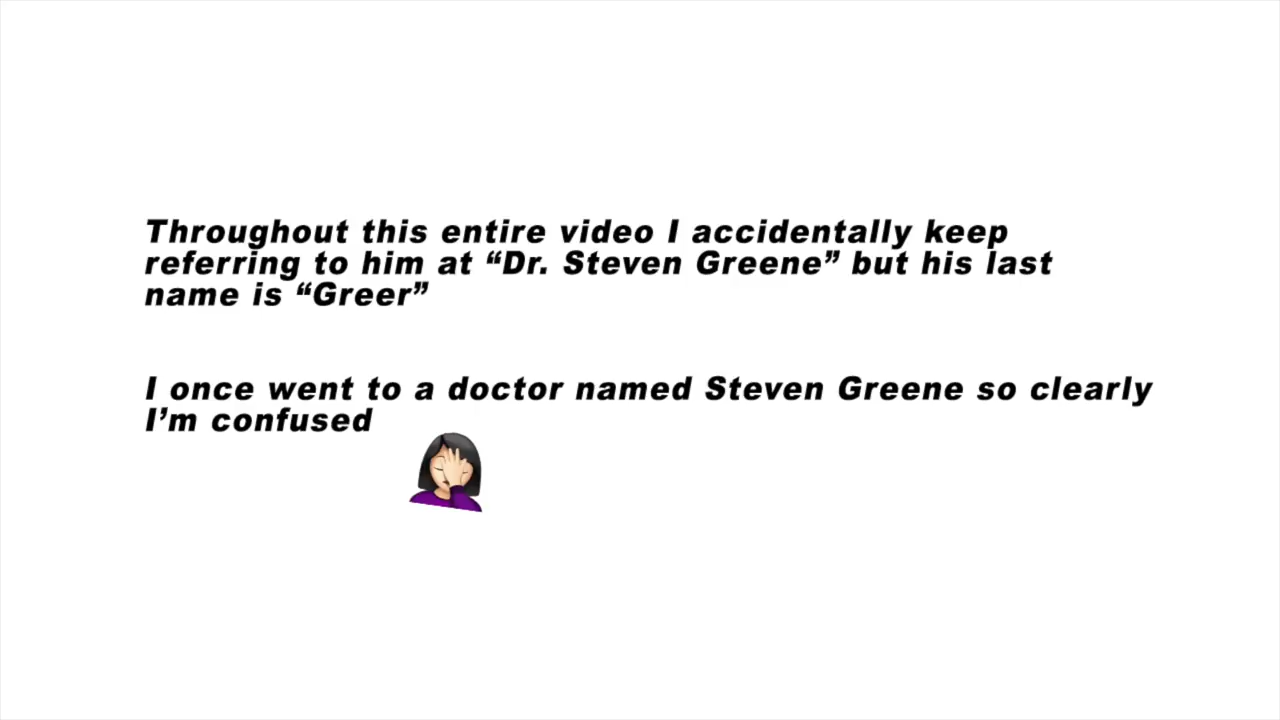 Throughout this entire video I accidentally keep
referring to him at “Dr. Steven Greene” but his last
name is “Greer”
I once went to a doctor named Steven Greene so clearly
I’m confused